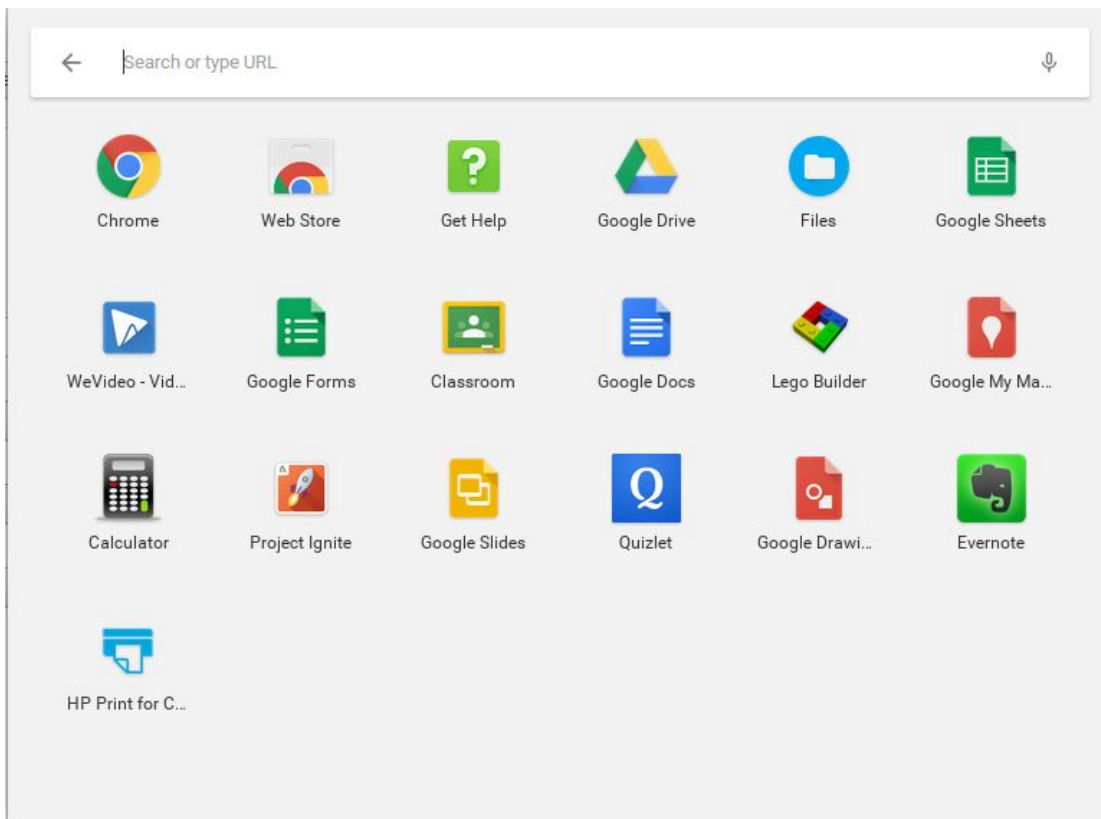 Search or type URL
Chrome Web Store Get Help Google Drive Files Google Sheets
WeVideo - Vid... Google Forms Classroom Google Docs Lego Builder Google My Ma...
Calculator Project Ignite Google Slides Quizlet Google Drawi... Evernote
HP Print for C...